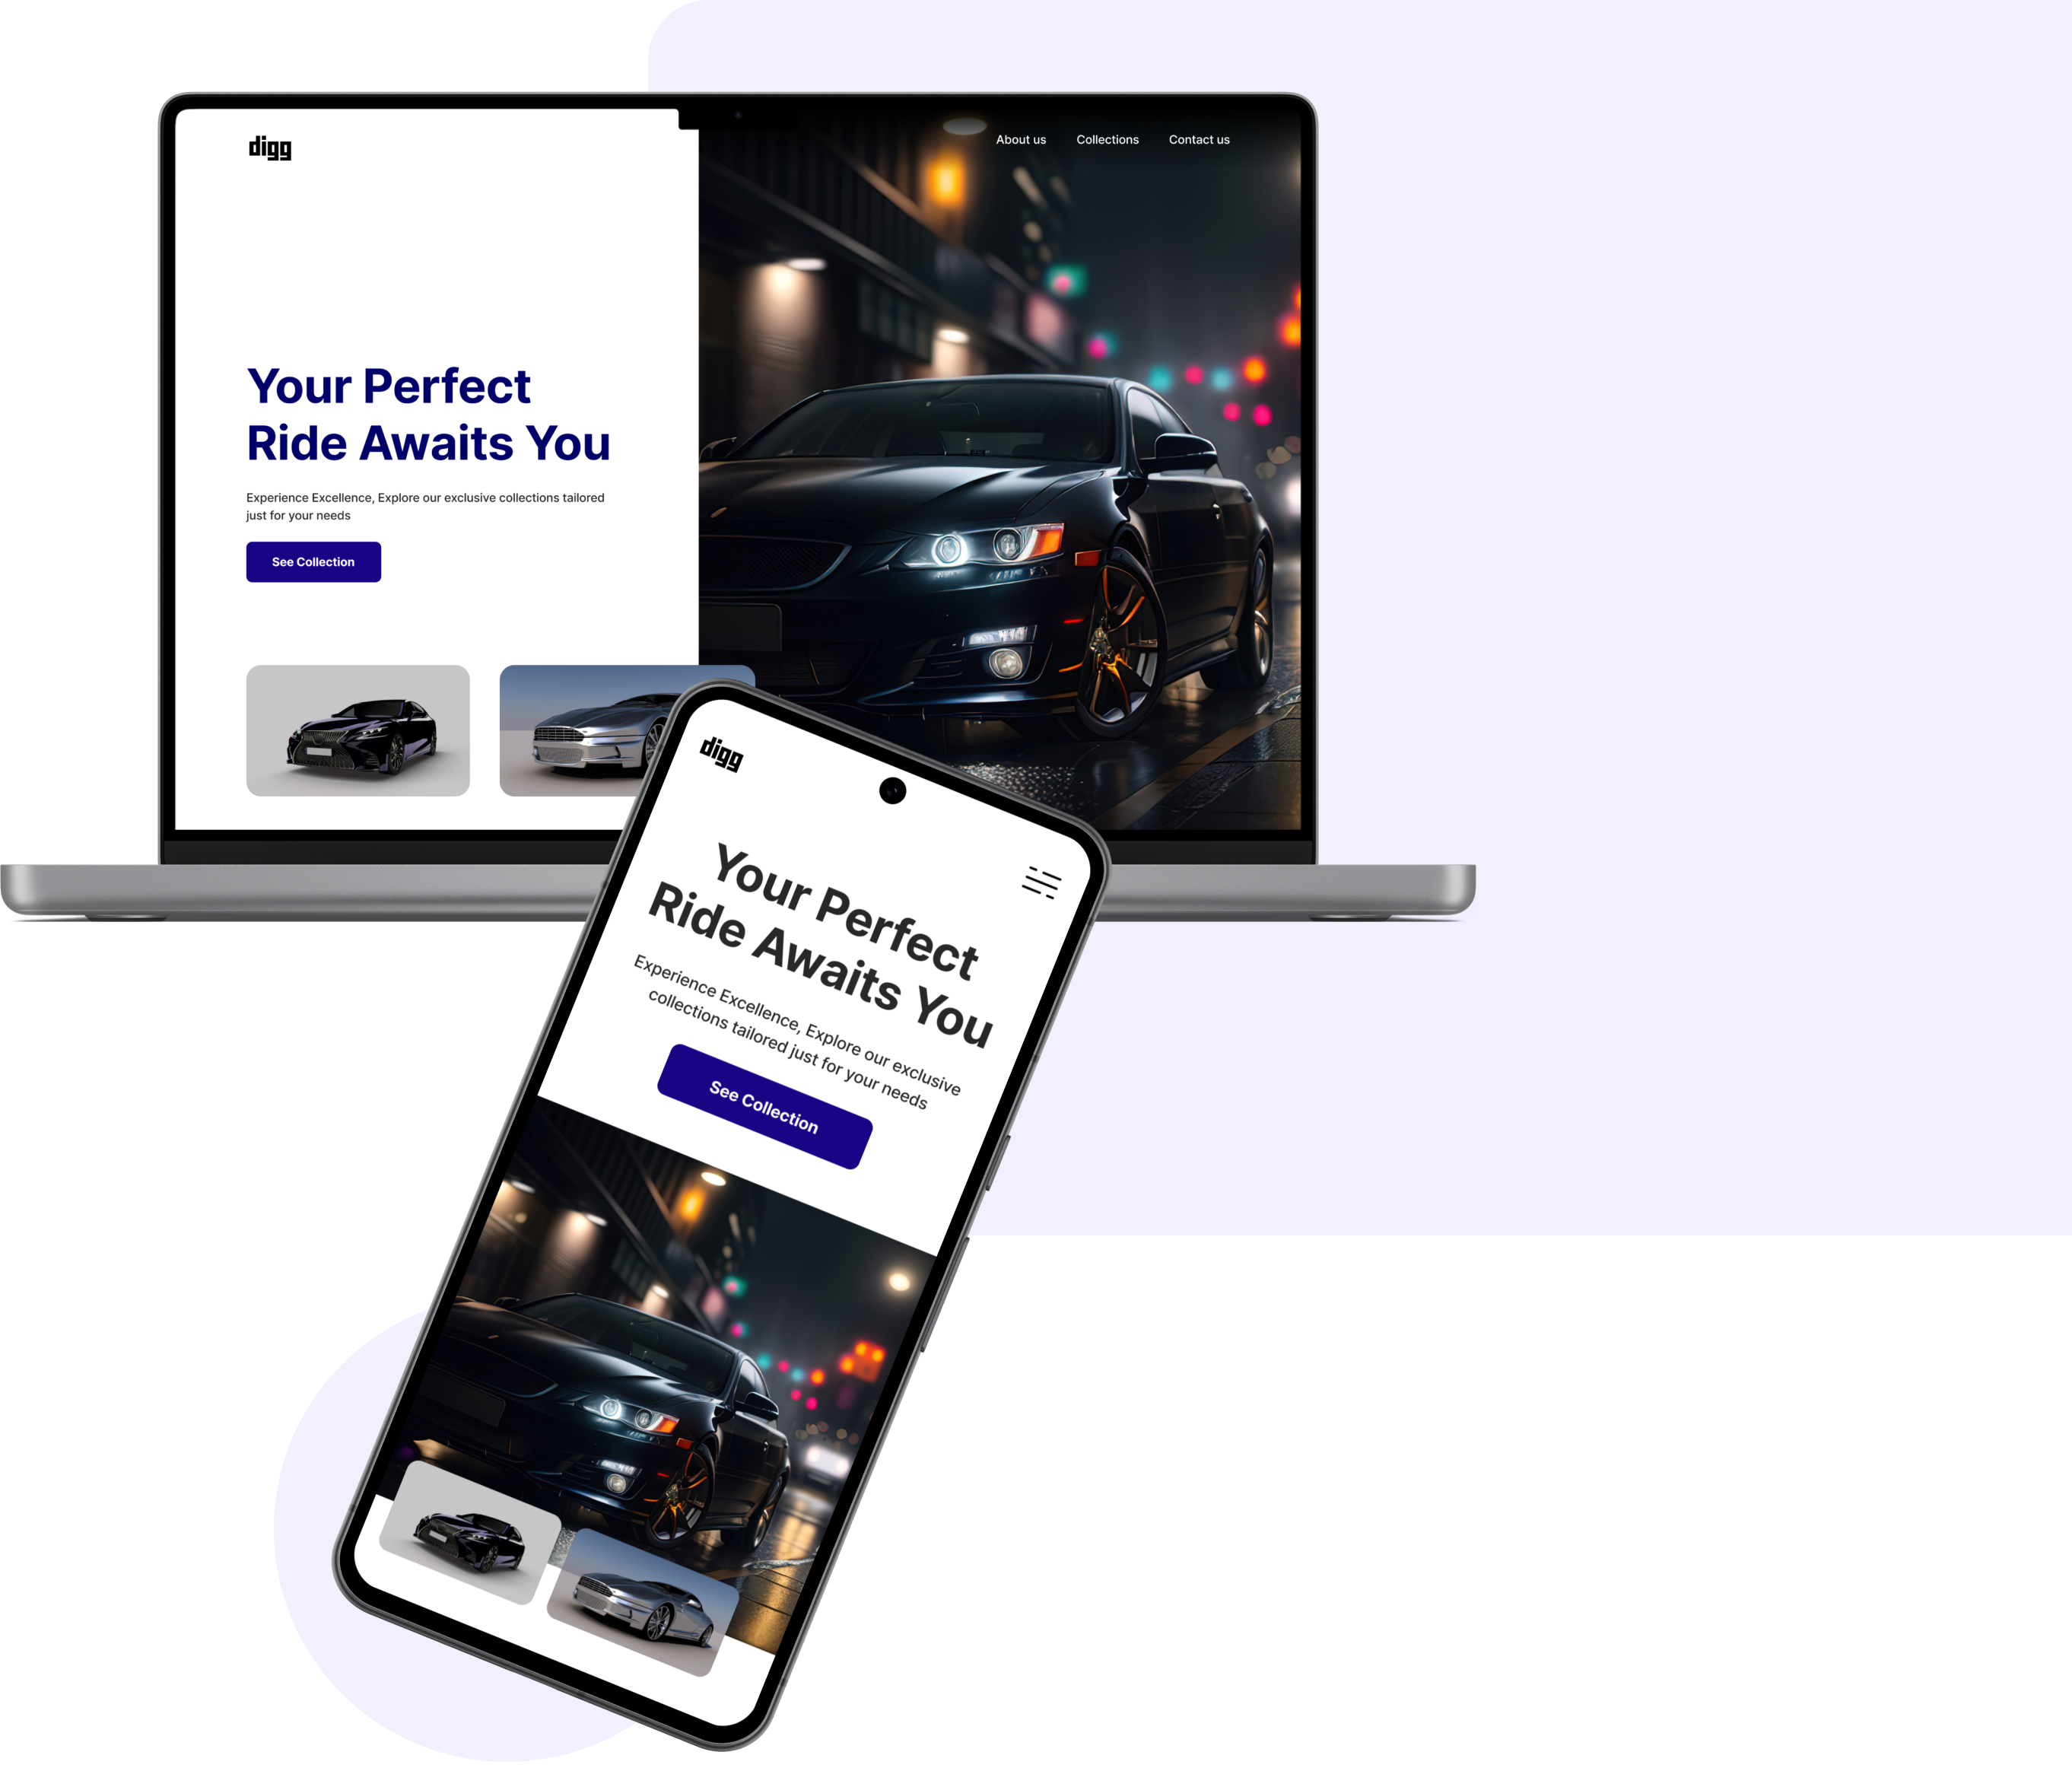 digg
About us Collections Contact us
Your Perfect
Ride Awaits You
Experience Excellence, Explore our exclusive collections tailored
just for your needs
See Collection
digg
Your Perfect
Ride Awaits You
Experience Excellence, Explore our exclusive
collections tailored just for your needs
See Collection